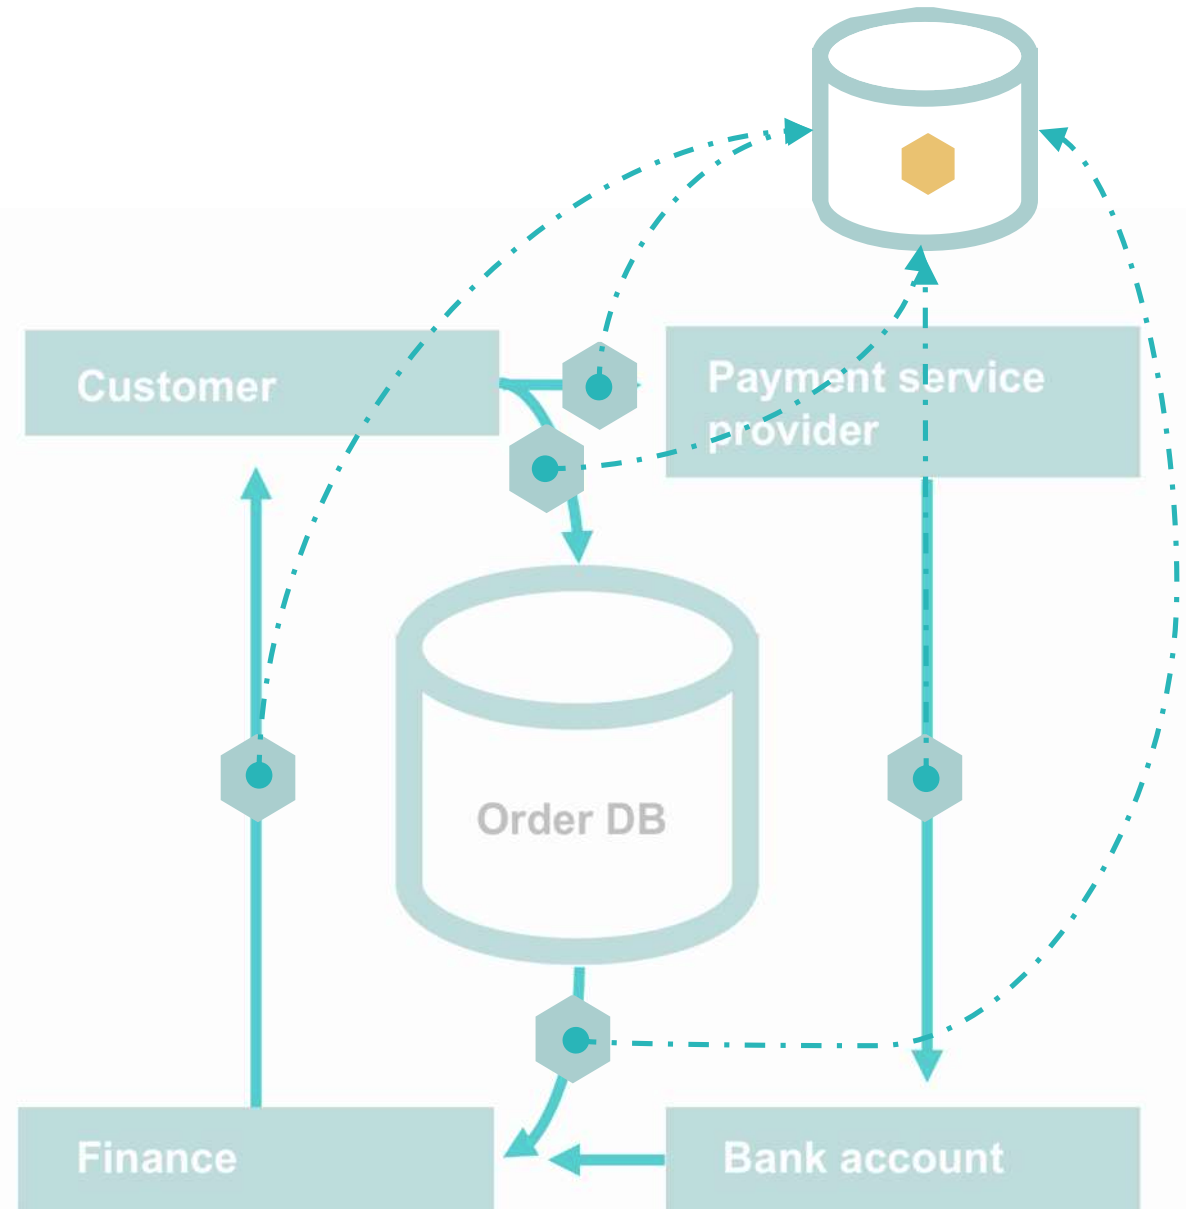 Customer
Payment service
provider
Order DB
Finance
Bank account